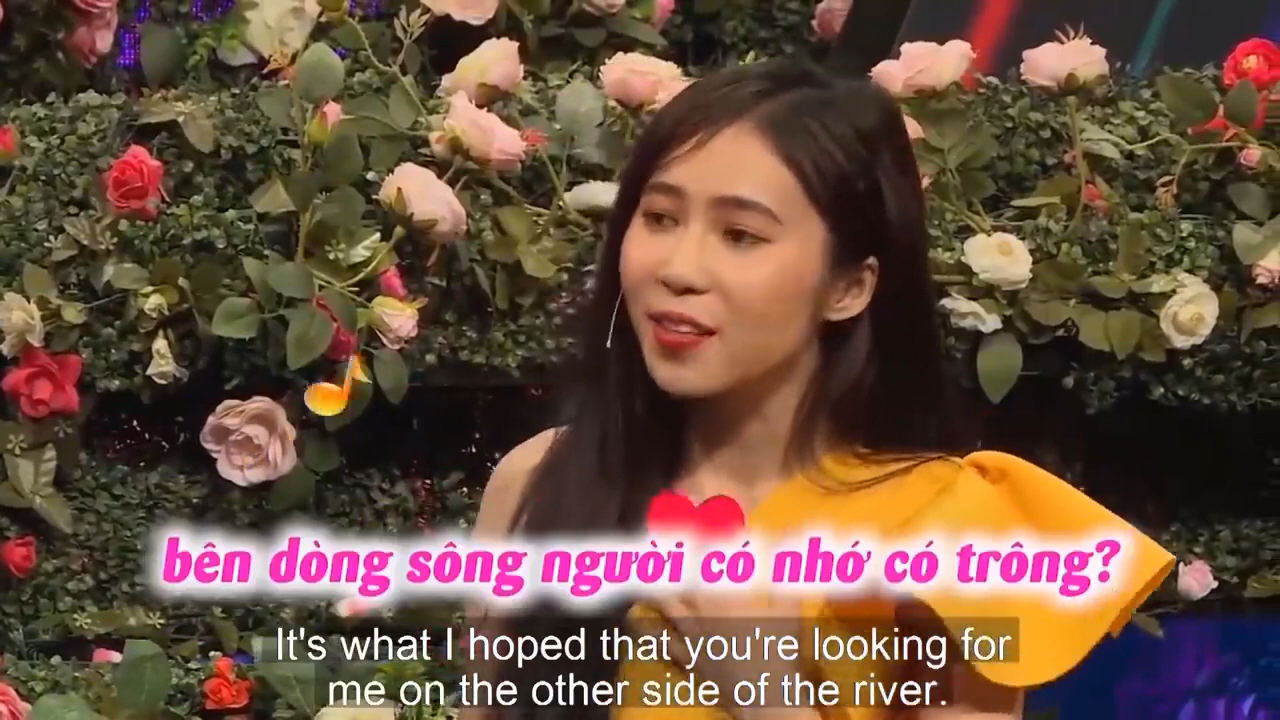 bên dòng sông người có nhớ có trông?
It's what I hoped that you're looking for
me on the other side of the river.